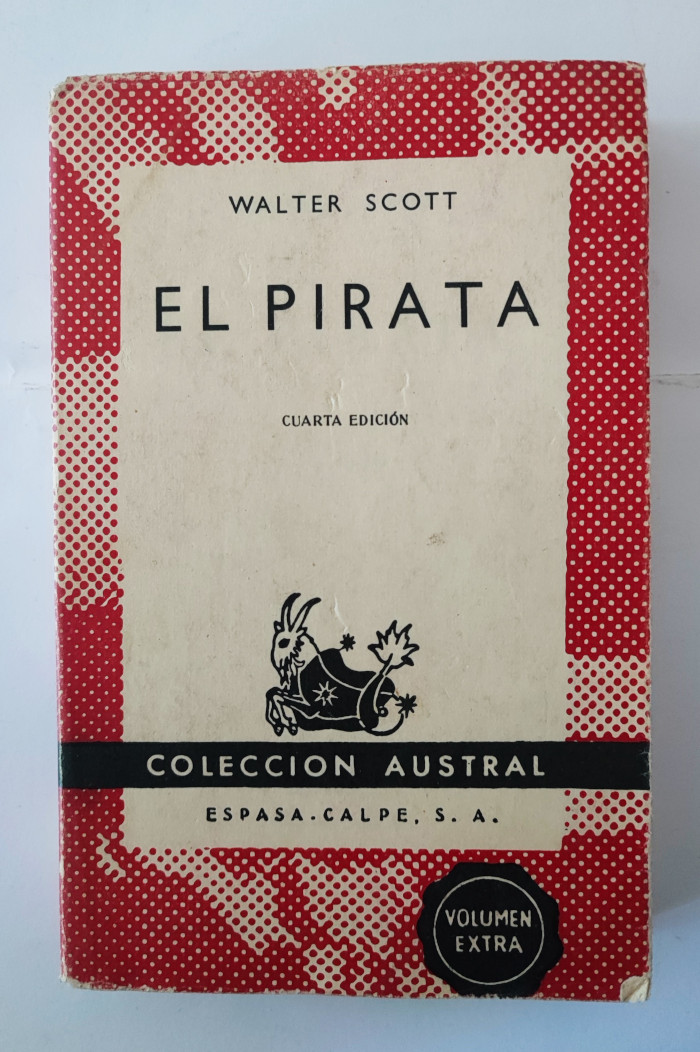 WALTER SCOTT
EL PIRATA
CUARTA EDICIÓN
COLECCION AUSTRAL
ESPASA-CALPE, S. A.
VOLUMEN
EXTRA